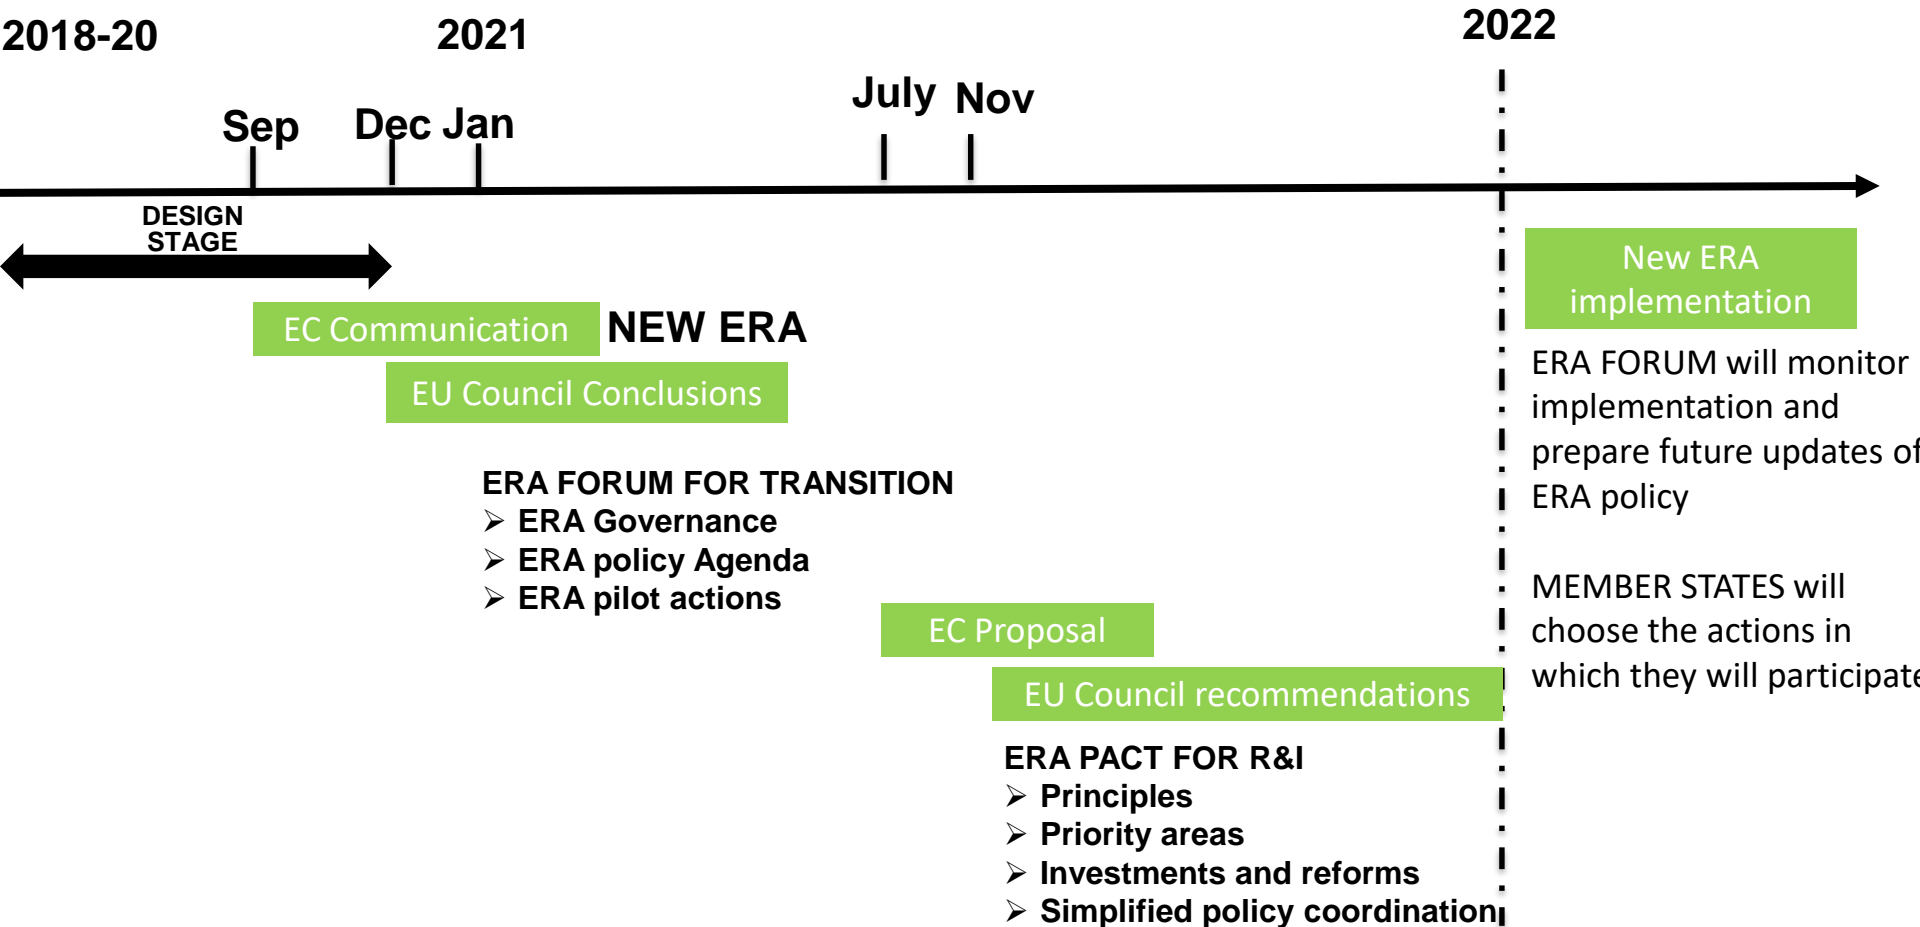 2018-20
2021
2022
Sep
Dec
Jan
July
Nov
DESIGN
STAGE
EC Communication
NEW ERA
EU Council Conclusions
ERA FORUM FOR TRANSITION
➢ ERA Governance
➢ ERA policy Agenda
➢ ERA pilot actions
EC Proposal
EU Council recommendations
ERA PACT FOR R&I
➢ Principles
➢ Priority areas
➢ Investments and reforms
➢ Simplified policy coordination
New ERA
implementation
ERA FORUM will monitor
implementation and
prepare future updates of
ERA policy
MEMBER STATES will
choose the actions in
which they will participate